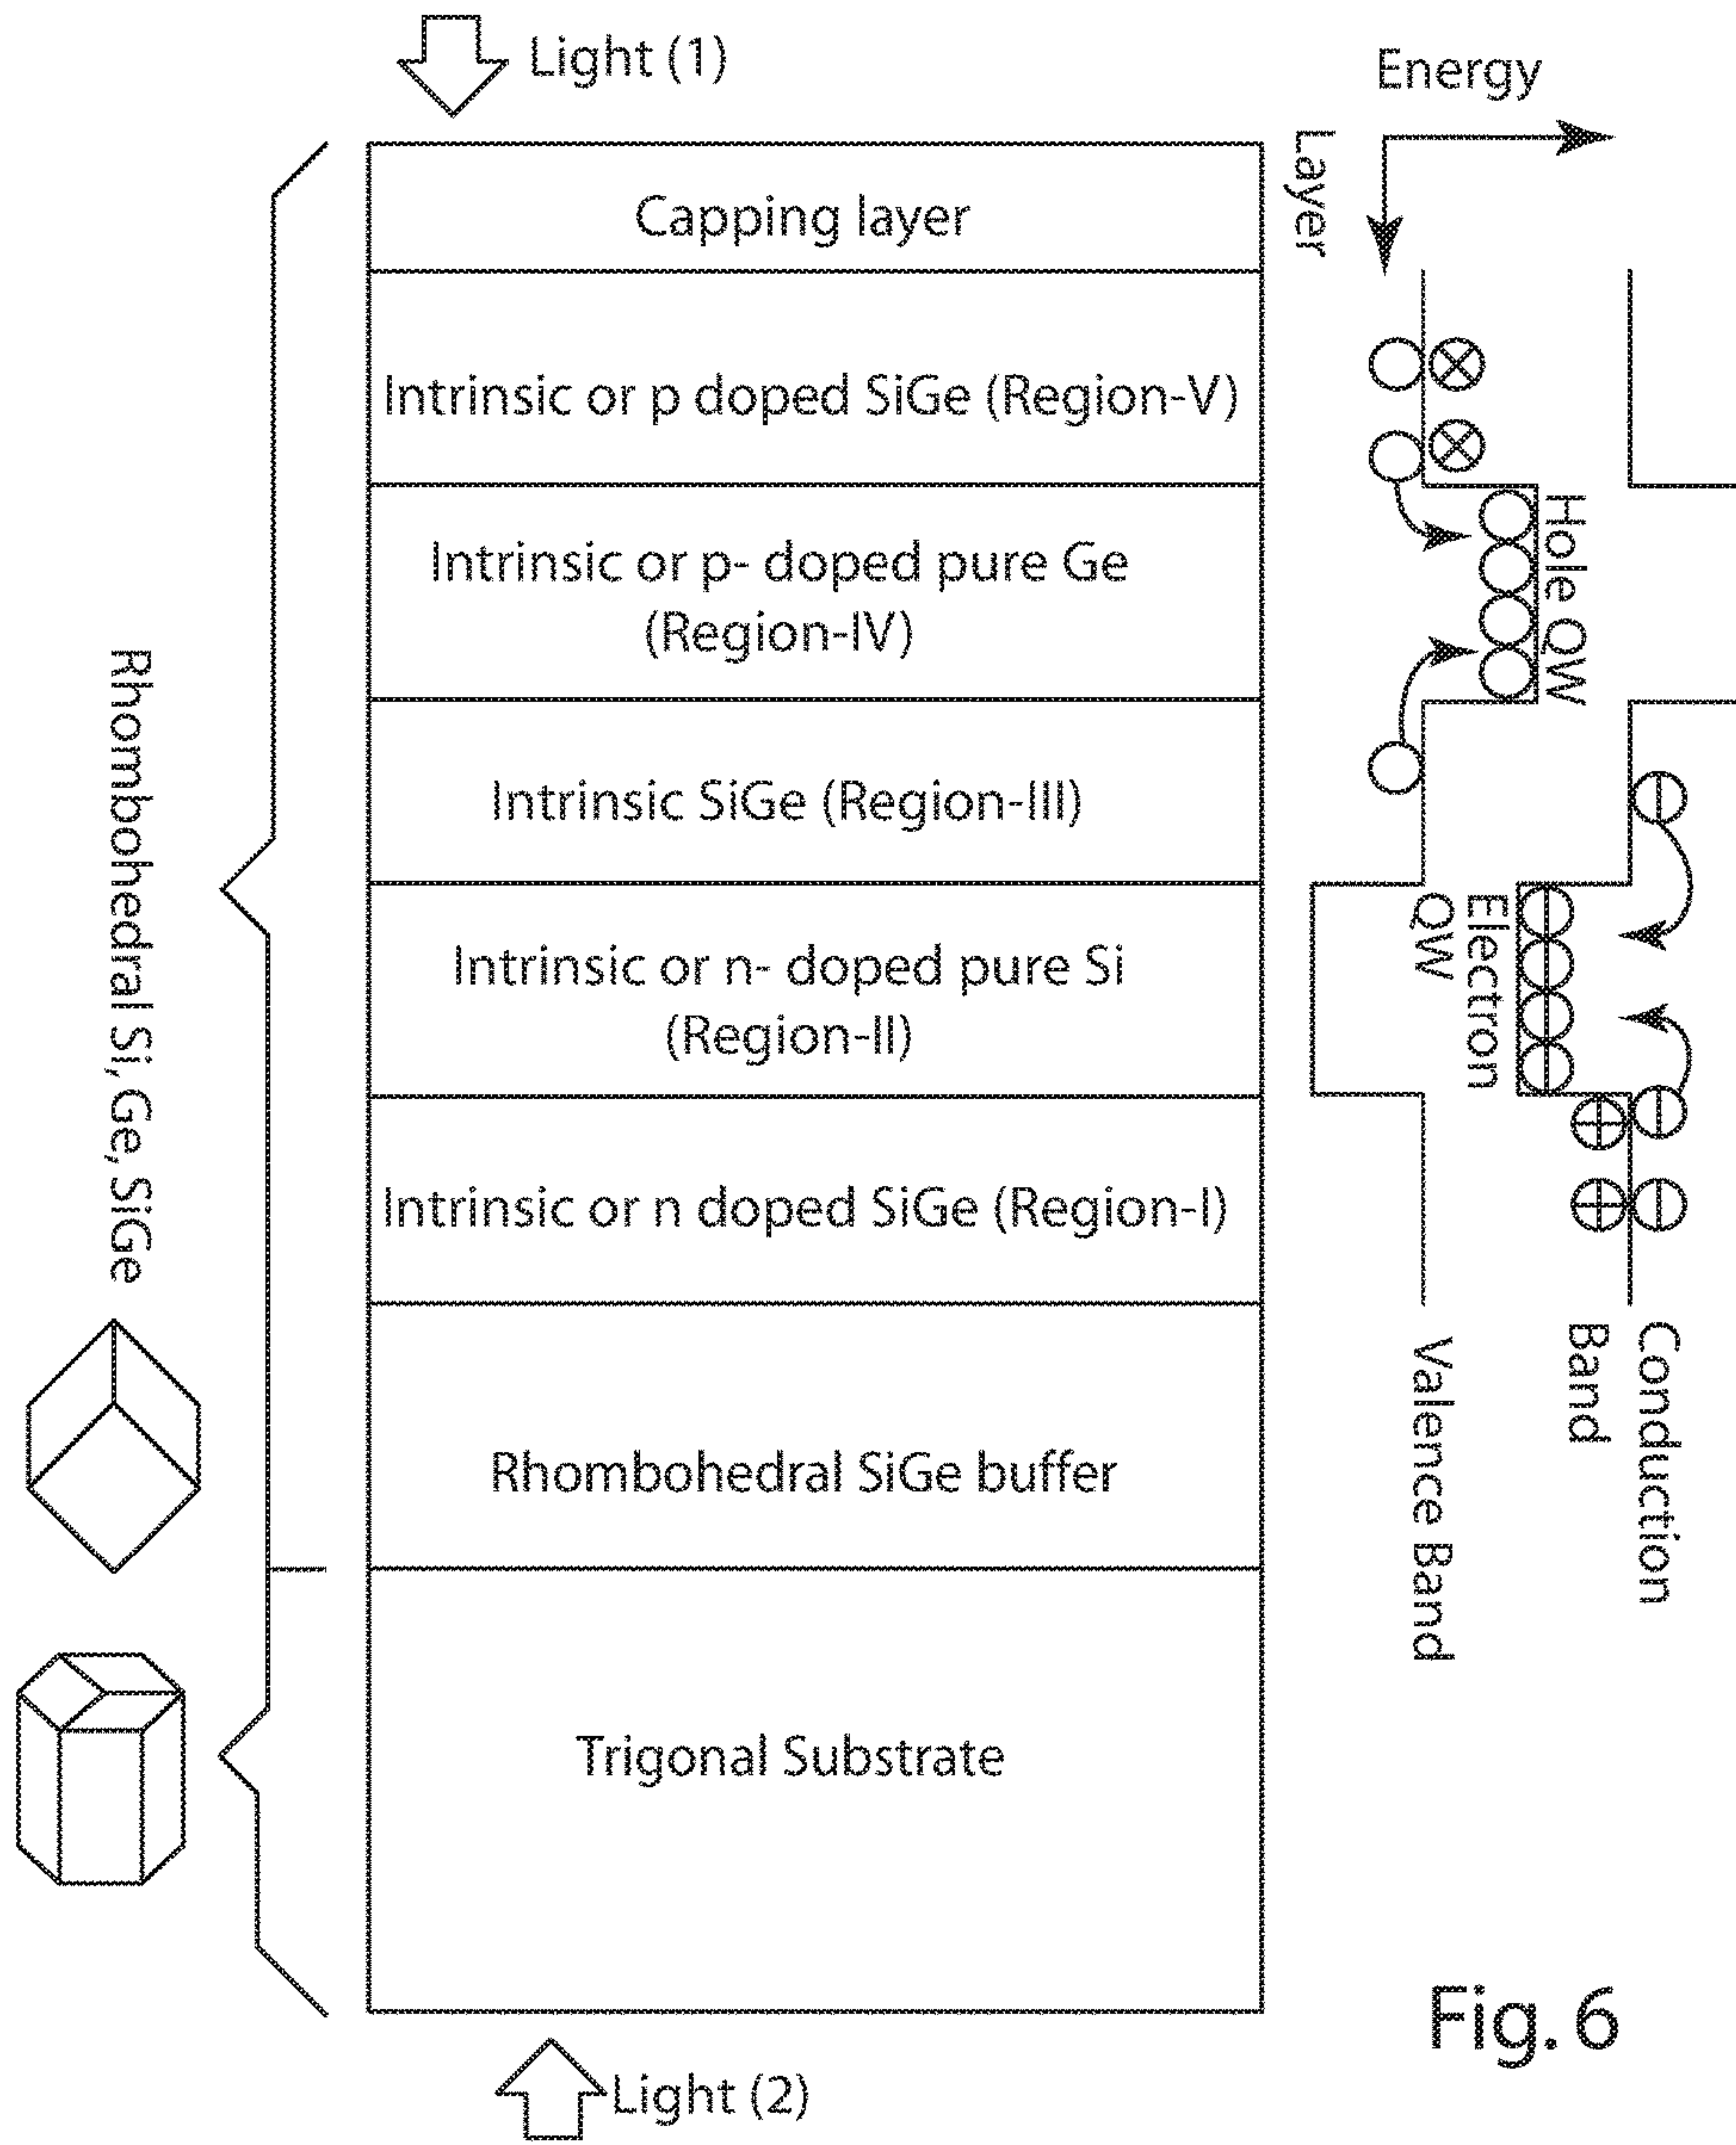 Light (1)
Energy
Layer
Capping layer
Intrinsic or p doped SiGe (Region-V)
Intrinsic or p- doped pure Ge
(Region-IV)
Hole QW
Intrinsic SiGe (Region-III)
Intrinsic or n- doped pure Si
(Region-II)
Electron
QW
Intrinsic or n doped SiGe (Region-I)
Rhombohedral Si, Ge, SiGe
Rhombohedral SiGe buffer
Conduction
Band
Valence Band
Trigonal Substrate
Light (2)
Fig. 6